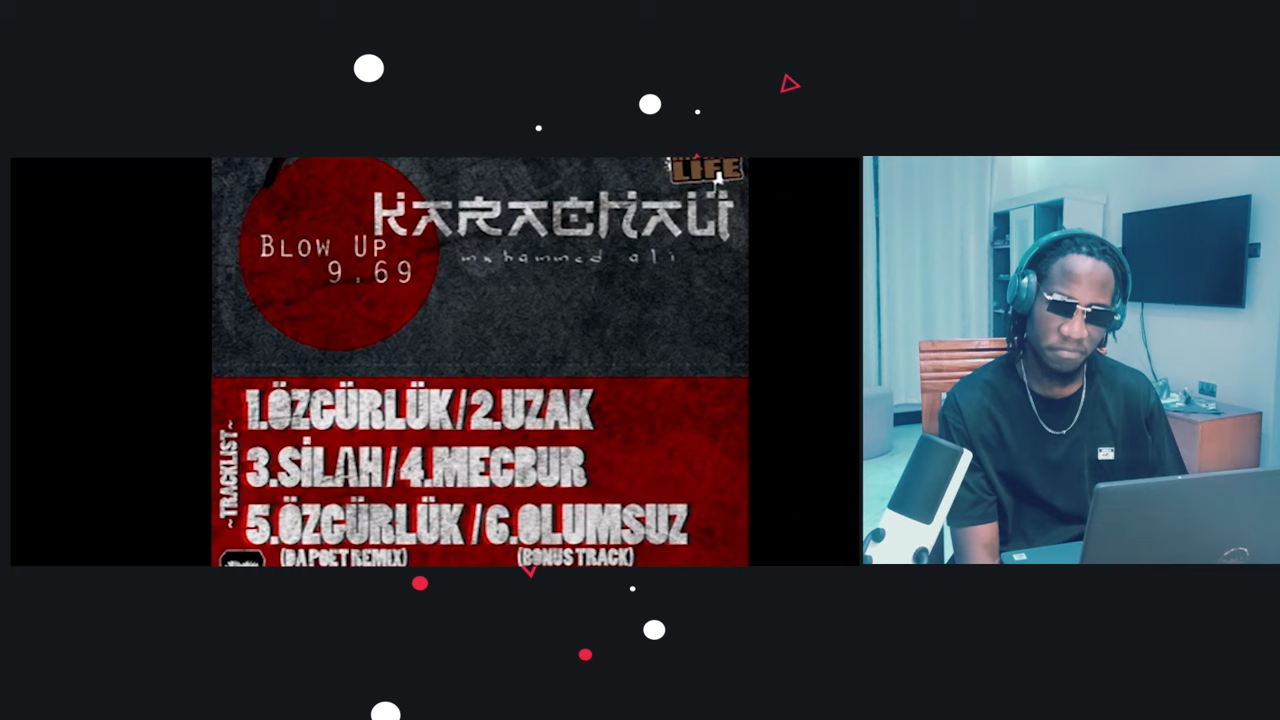 LIFE
KARACHALI
muhammed ali
BLOW UP
9.69
~TRACKLIST~
1.ÖZGÜRLÜK / 2.UZAK
3.SİLAH / 4.MECBUR
5.ÖZGÜRLÜK / 6.OLUMSUZ
(DA POET REMIX) (BONUS TRACK)